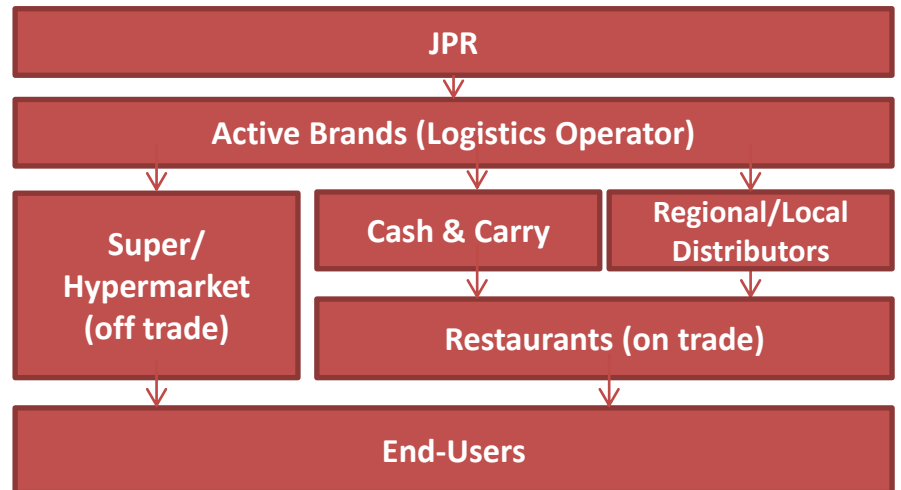 JPR
Active Brands (Logistics Operator)
Super/
Hypermarket
(off trade)
Cash & Carry
Regional/Local
Distributors
Restaurants (on trade)
End-Users